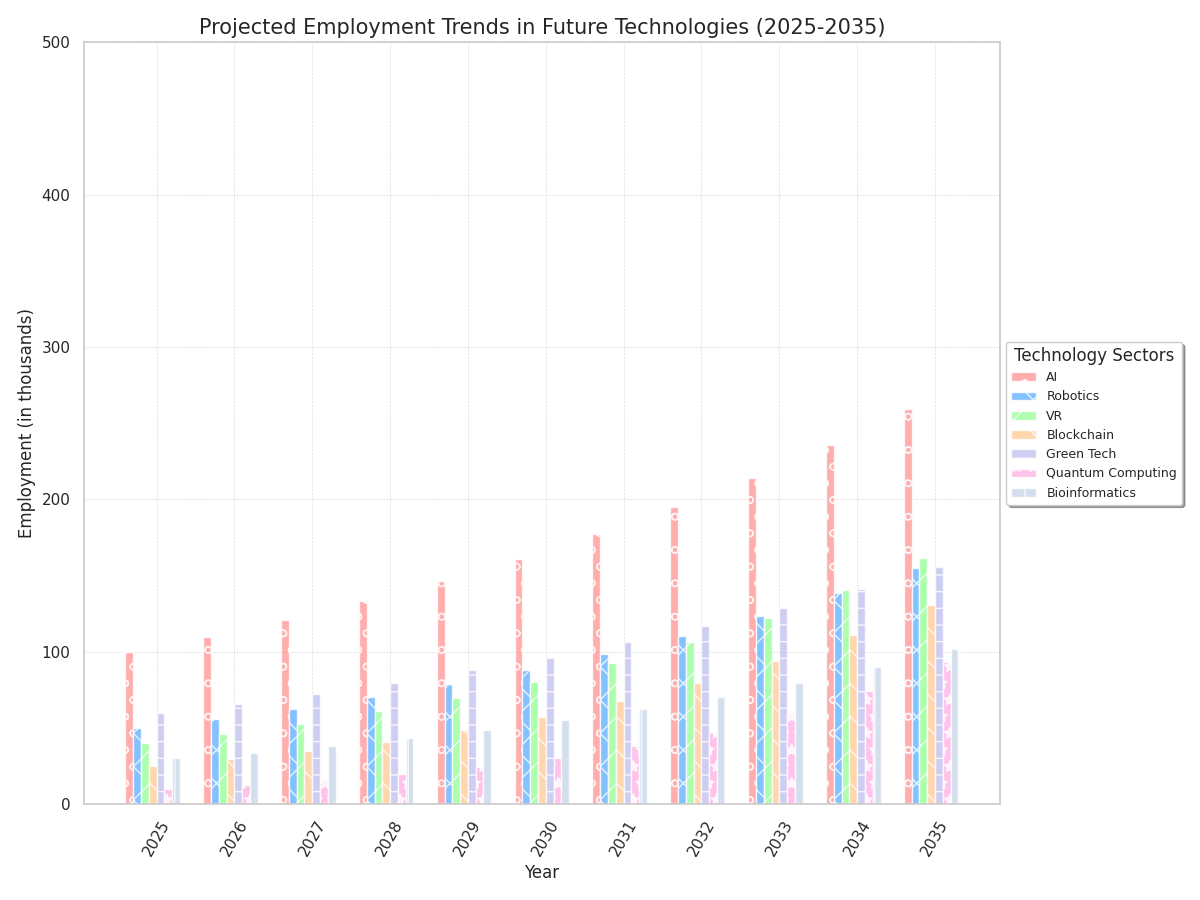 Projected Employment Trends in Future Technologies (2025-2035)
500
400
300
200
100
0
Employment (in thousands)
2025
2026
2027
2028
2029
2030
2031
2032
2033
2034
2035
Year
Technology Sectors
AI
Robotics
VR
Blockchain
Green Tech
Quantum Computing
Bioinformatics